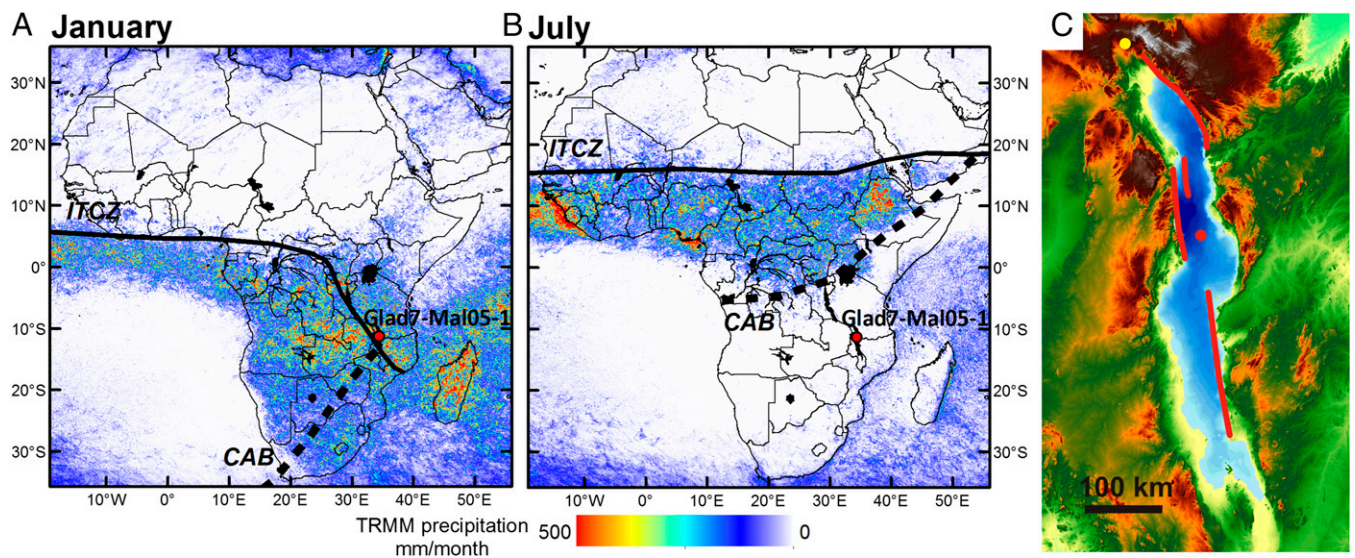 A January
B July
C
30°N
20°N
10°N
0°
10°S
20°S
30°S
ITCZ
CAB
Glad7-Mal05-1
10°W 0° 10°E 20°E 30°E 40°E 50°E
ITCZ
CAB
Glad7-Mal05-1
30°N
20°N
10°N
0°
10°S
20°S
30°S
10°W 0° 10°E 20°E 30°E 40°E 50°E
TRMM precipitation
mm/month
500 0
100 km